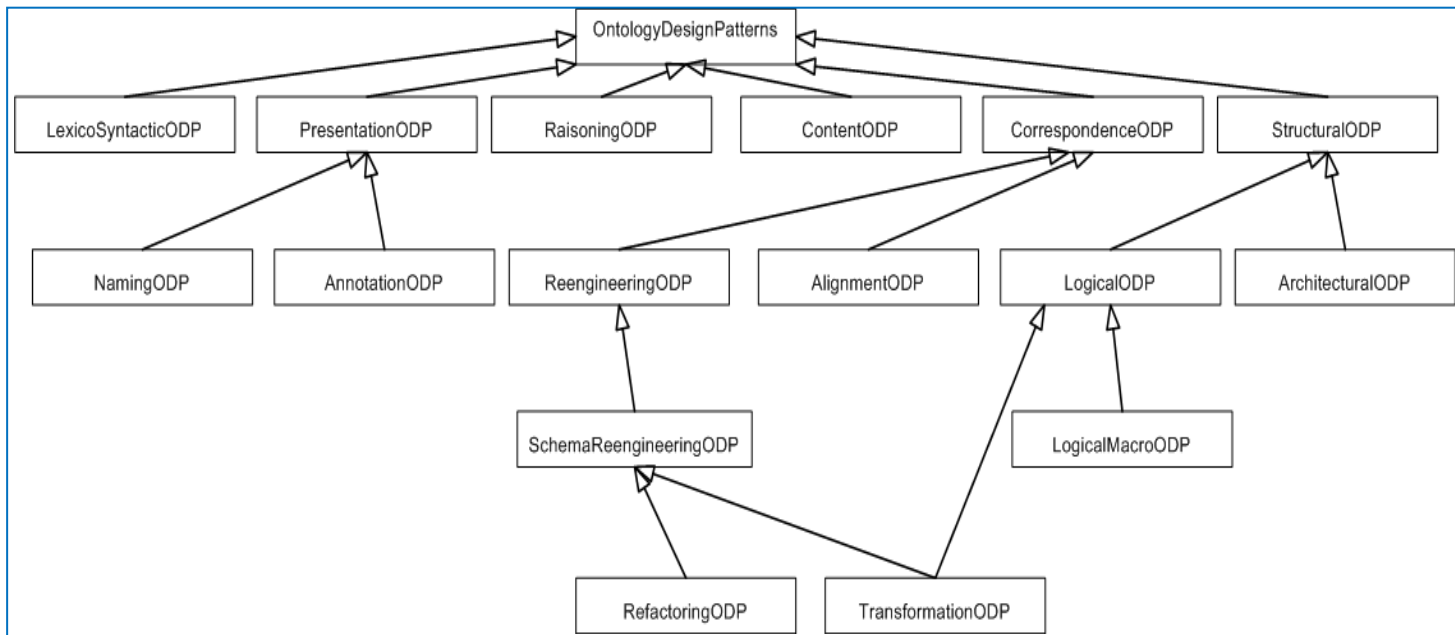 OntologyDesignPatterns
LexicoSyntacticODP
PresentationODP
RaisoningODP
ContentODP
CorrespondenceODP
StructuralODP
NamingODP
AnnotationODP
ReengineeringODP
AlignmentODP
LogicalODP
ArchitecturalODP
SchemaReengineeringODP
LogicalMacroODP
RefactoringODP
TransformationODP